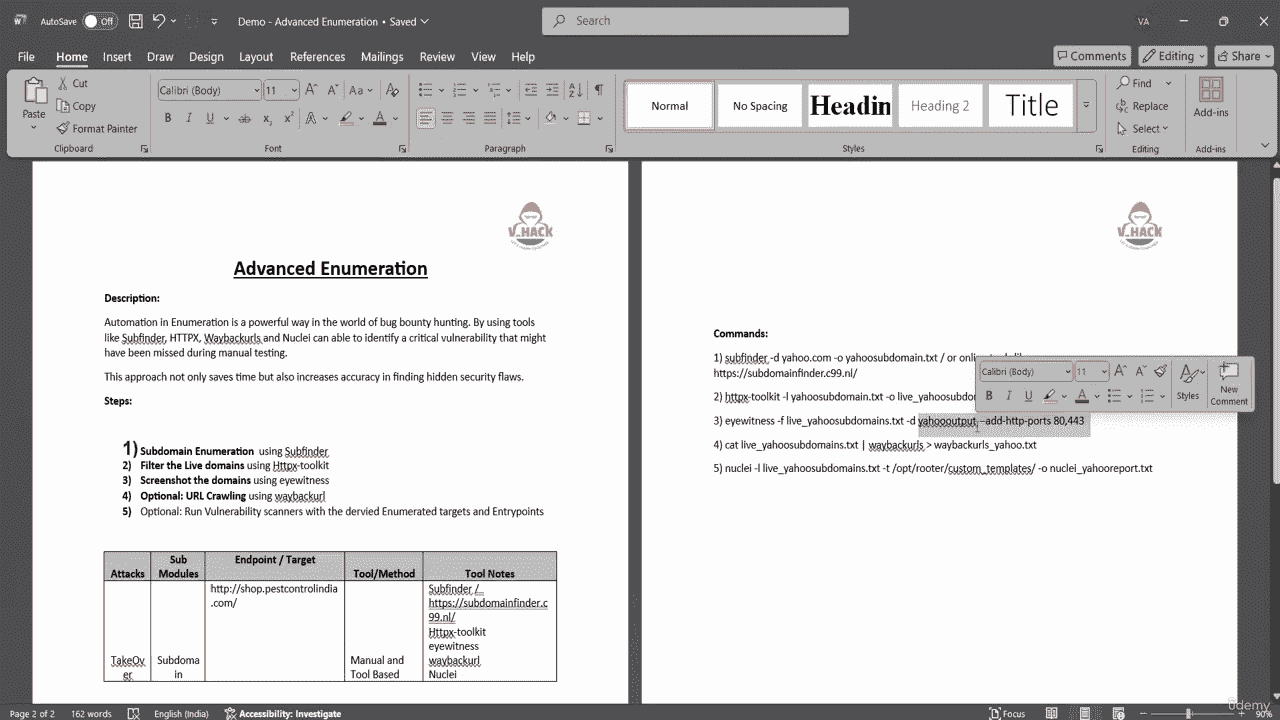 AutoSave Off Demo - Advanced Enumeration • Saved Search VA
File Home Insert Draw Design Layout References Mailings Review View Help Comments Editing Share
Paste Cut Copy Format Painter
Clipboard
Calibri (Body) 11
Font
Paragraph
Normal No Spacing Headin Heading 2 Title
Styles
Find Replace Select
Editing
Add-ins
Add-ins
V_HACK
Advanced Enumeration
Description:
Automation in Enumeration is a powerful way in the world of bug bounty hunting. By using tools
like Subfinder, HTTPX, Waybackurls and Nuclei can able to identify a critical vulnerability that might
have been missed during manual testing.
This approach not only saves time but also increases accuracy in finding hidden security flaws.
Steps:
1) Subdomain Enumeration using Subfinder
2) Filter the Live domains using Httpx-toolkit
3) Screenshot the domains using eyewitness
4) Optional: URL Crawling using waybackurl
5) Optional: Run Vulnerability scanners with the dervied Enumerated targets and Entrypoints
Attacks Sub Modules Endpoint / Target Tool/Method Tool Notes
TakeOv
er
Subdoma
in
http://shop.pestcontrolindia
.com/
Manual and
Tool Based
Subfinder /
https://subdomainfinder.c
99.nl/
Httpx-toolkit
eyewitness
waybackurl
Nuclei
V_HACK
Commands:
1) subfinder -d yahoo.com -o yahoosubdomain.txt / or
https://subdomainfinder.c99.nl/
2) httpx-toolkit -l yahoosubdomain.txt -o live_yahoosubdom
3) eyewitness -f live_yahoosubdomains.txt -d yahoooutput –add-http-ports 80,443
4) cat live_yahoosubdomains.txt | waybackurls > waybackurls_yahoo.txt
5) nuclei -l live_yahoosubdomains.txt -t /opt/rooter/custom_templates/ -o nuclei_yahooreport.txt
Calibri (Body) 11
Styles
New
Comment
Page 2 of 2 162 words English (India) Accessibility: Investigate Focus 90%
udemy